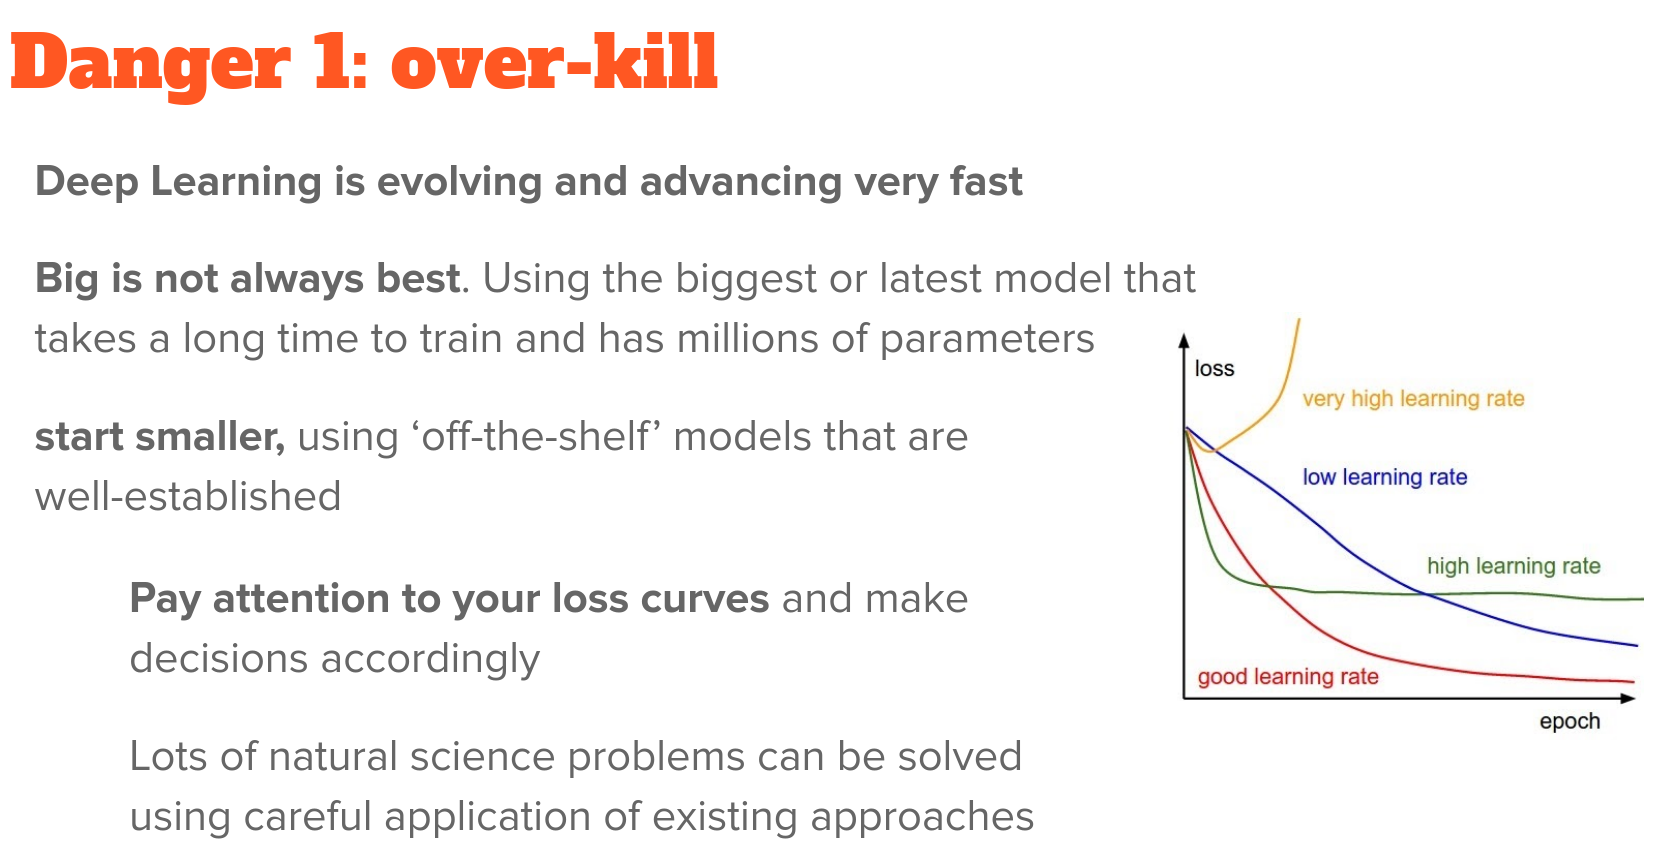 Danger 1: over-kill
Deep Learning is evolving and advancing very fast
Big is not always best. Using the biggest or latest model that
takes a long time to train and has millions of parameters
start smaller, using ‘off-the-shelf’ models that are
well-established
Pay attention to your loss curves and make
decisions accordingly
Lots of natural science problems can be solved
using careful application of existing approaches
loss
very high learning rate
low learning rate
high learning rate
good learning rate
epoch